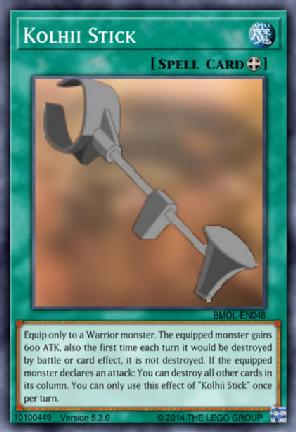 Kolhii Stick
[Spell Card]
BMOL-EN046
Equip only to a Warrior monster. The equipped monster gains
600 ATK, also the first time each turn it would be destroyed
by battle or card effect, it is not destroyed. If the equipped
monster declares an attack: You can destroy all other cards in
its column. You can only use this effect of "Kolhii Stick" once
per turn.
10100449 Version 5.3.0 ©2014 THE LEGO GROUP